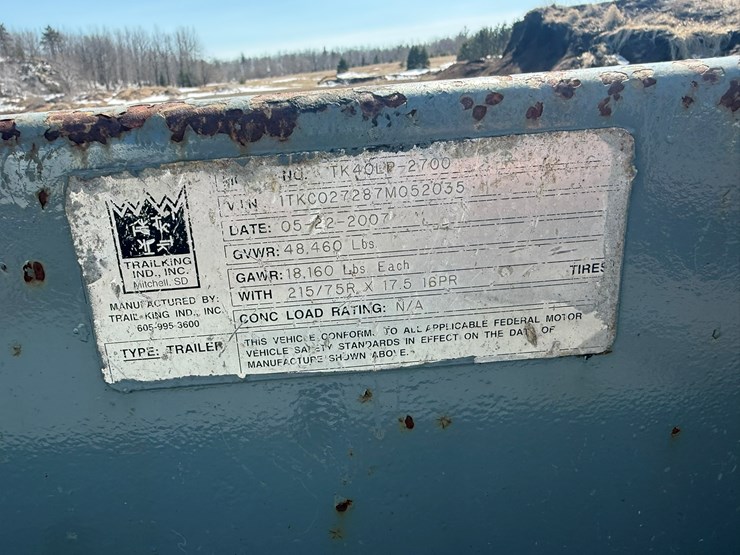 NO. TK40LP-2700
VIN 1TKC027287M052035
DATE: 05-22-2007
GVWR: 48,460 Lbs.
GAWR: 18,160 Lbs Each
WITH 215/75R X 17.5 16PR TIRES
CONC LOAD RATING: N/A
THIS VEHICLE CONFORMS TO ALL APPLICABLE FEDERAL MOTOR
VEHICLE SAFETY STANDARDS IN EFFECT ON THE DATE OF
MANUFACTURE SHOWN ABOVE.
TK
TRAILKING
IND., INC.
Mitchell, SD
MANUFACTURED BY:
TRAIL KING IND., INC.
605-995-3600
TYPE: TRAILER